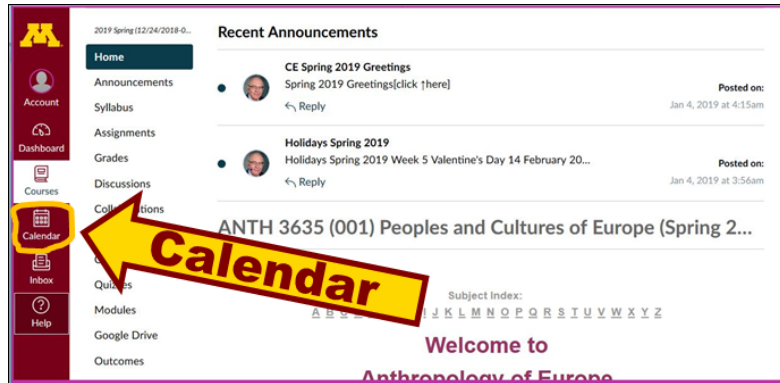 M
Account
Dashboard
Courses
Calendar
Inbox
Help
2019 Spring (12/24/2018-0...
Home
Announcements
Syllabus
Assignments
Grades
Discussions
Quizzes
Modules
Google Drive
Outcomes
Recent Announcements
CE Spring 2019 Greetings
Spring 2019 Greetings[click ↑here]
Reply
Posted on:
Jan 4, 2019 at 4:15am
Holidays Spring 2019
Holidays Spring 2019 Week 5 Valentine's Day 14 February 20...
Reply
Posted on:
Jan 4, 2019 at 3:56am
ANTH 3635 (001) Peoples and Cultures of Europe (Spring 2...
Calendar
Subject Index:
A B J K L M N O P Q R S T U V W X Y Z
Welcome to
Anthropology of Europe